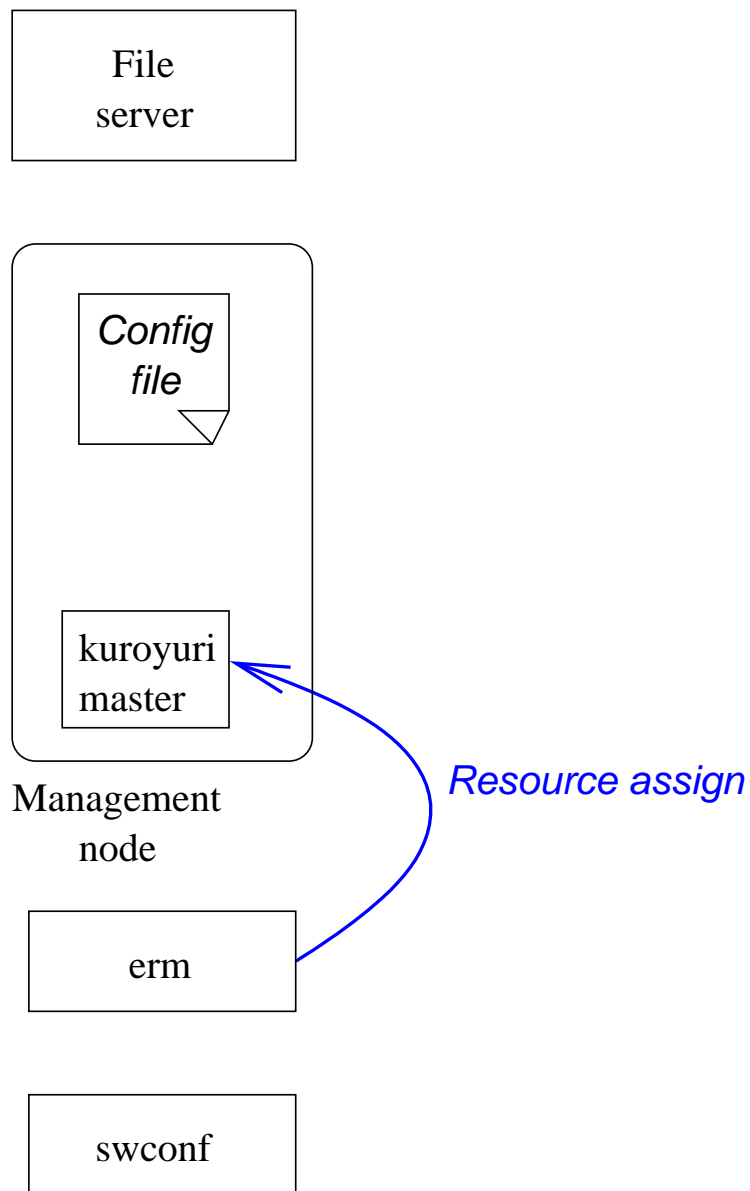 File
server
Config
file
kuroyuri
master
Resource assign
Management
node
erm
swconf